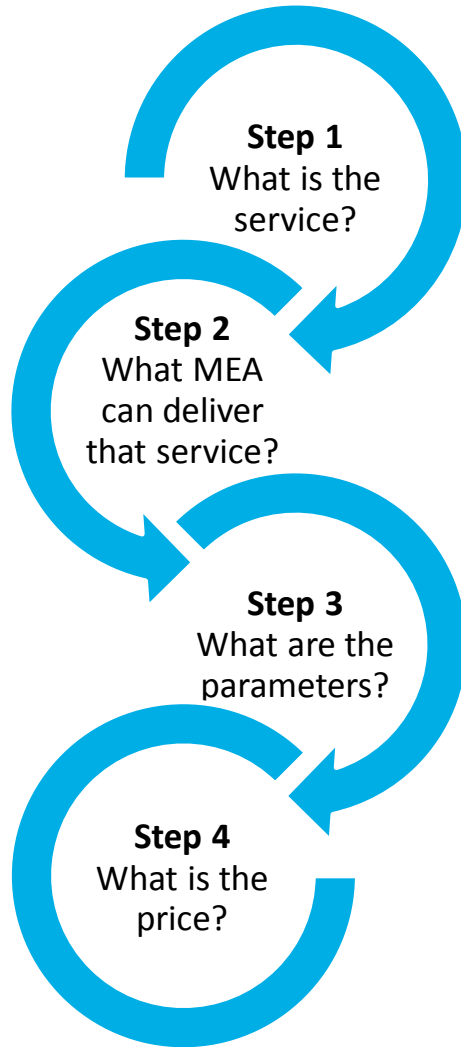 Step 1
What is the
service?
Step 2
What MEA
can deliver
that service?
Step 3
What are the
parameters?
Step 4
What is the
price?